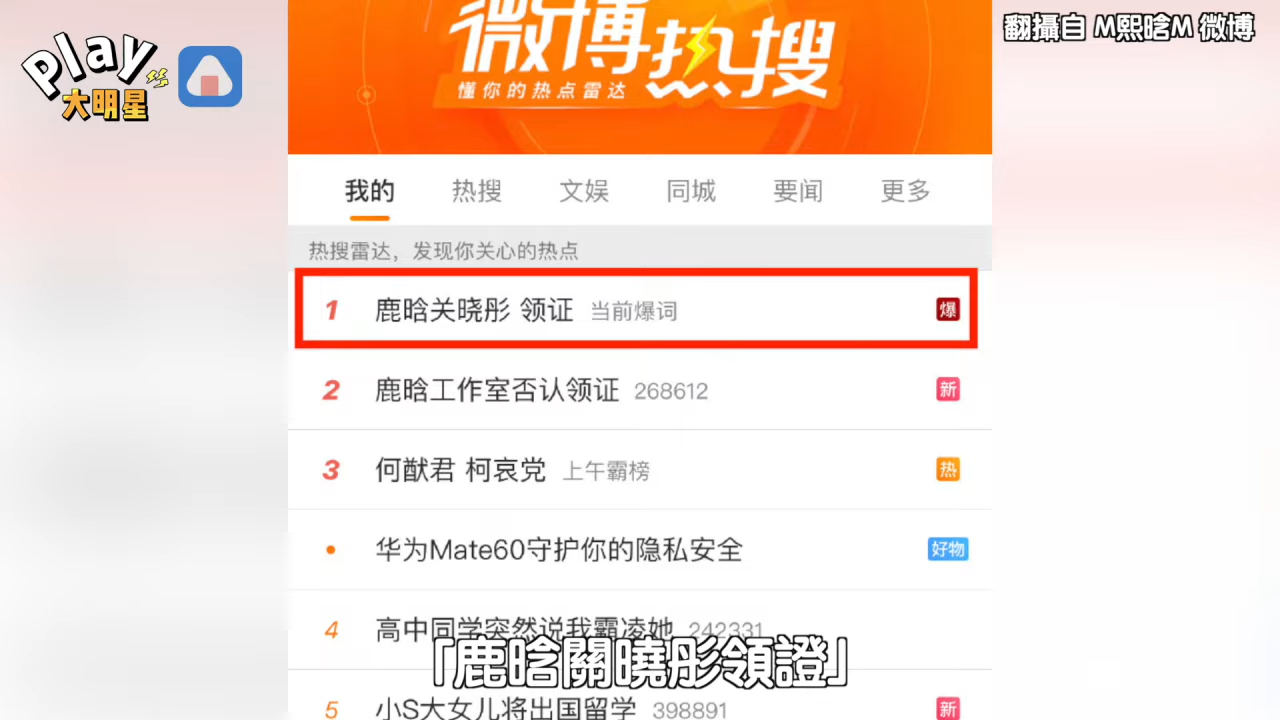 Play
大明星
翻攝自 M熙晗M 微博
微博热搜
懂你的热点雷达
我的 热搜 文娱 同城 要闻 更多
热搜雷达，发现你关心的热点
1 鹿晗关晓彤 领证 当前爆词 爆
2 鹿晗工作室否认领证 268612 新
3 何猷君 柯哀党 上午霸榜 热
• 华为Mate60守护你的隐私安全 好物
4 高中同学突然说我霸凌她 242331
「鹿晗關曉彤領證」
5 小S大女儿将出国留学 398891 新